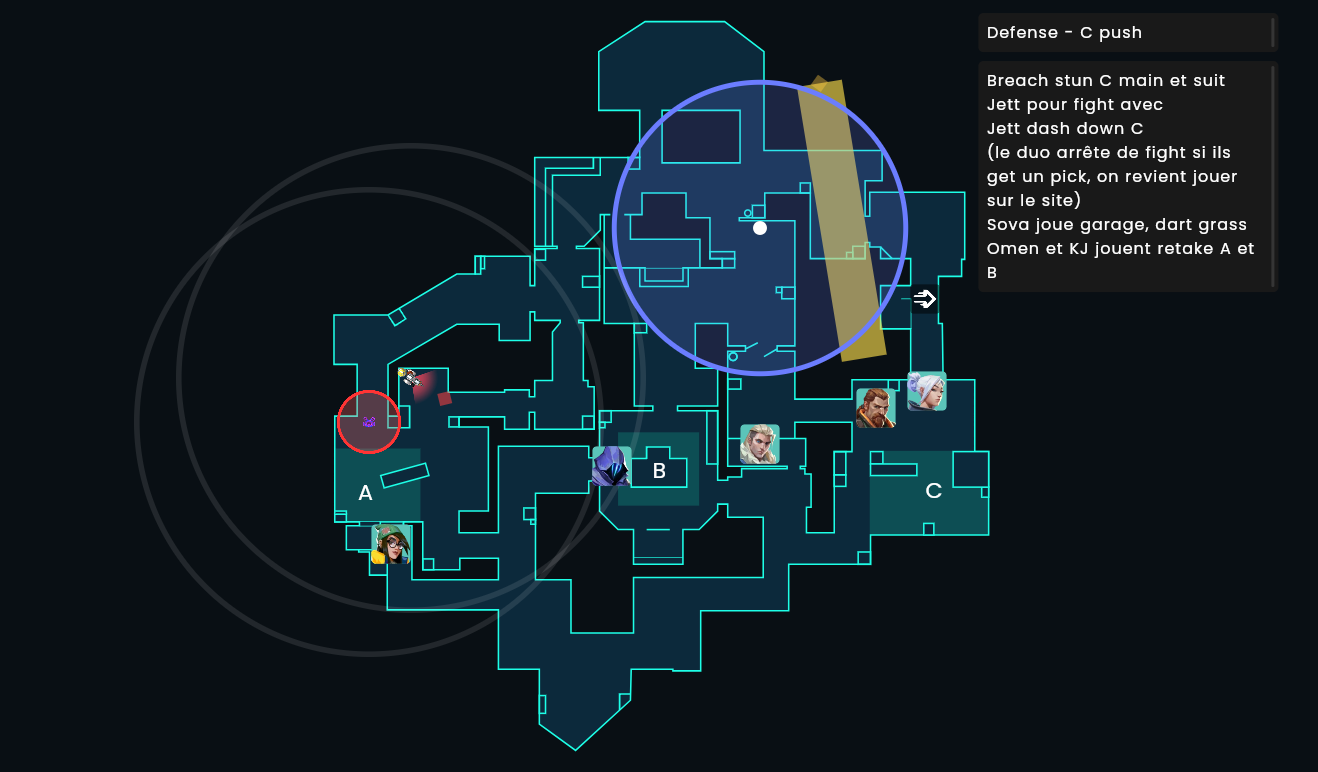 Defense - C push
Breach stun C main et suit
Jett pour fight avec
Jett dash down C
(le duo arrête de fight si ils
get un pick, on revient jouer
sur le site)
Sova joue garage, dart grass
Omen et KJ jouent retake A et
B
B
C
A